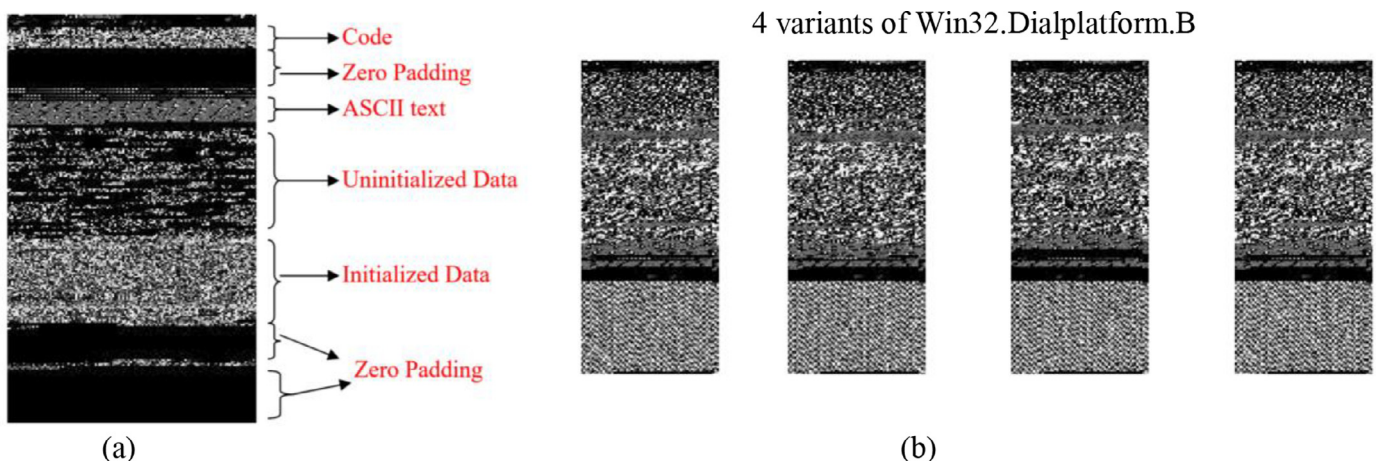 Code
Zero Padding
ASCII text
Uninitialized Data
Initialized Data
Zero Padding
(a)
4 variants of Win32.Dialplatform.B
(b)